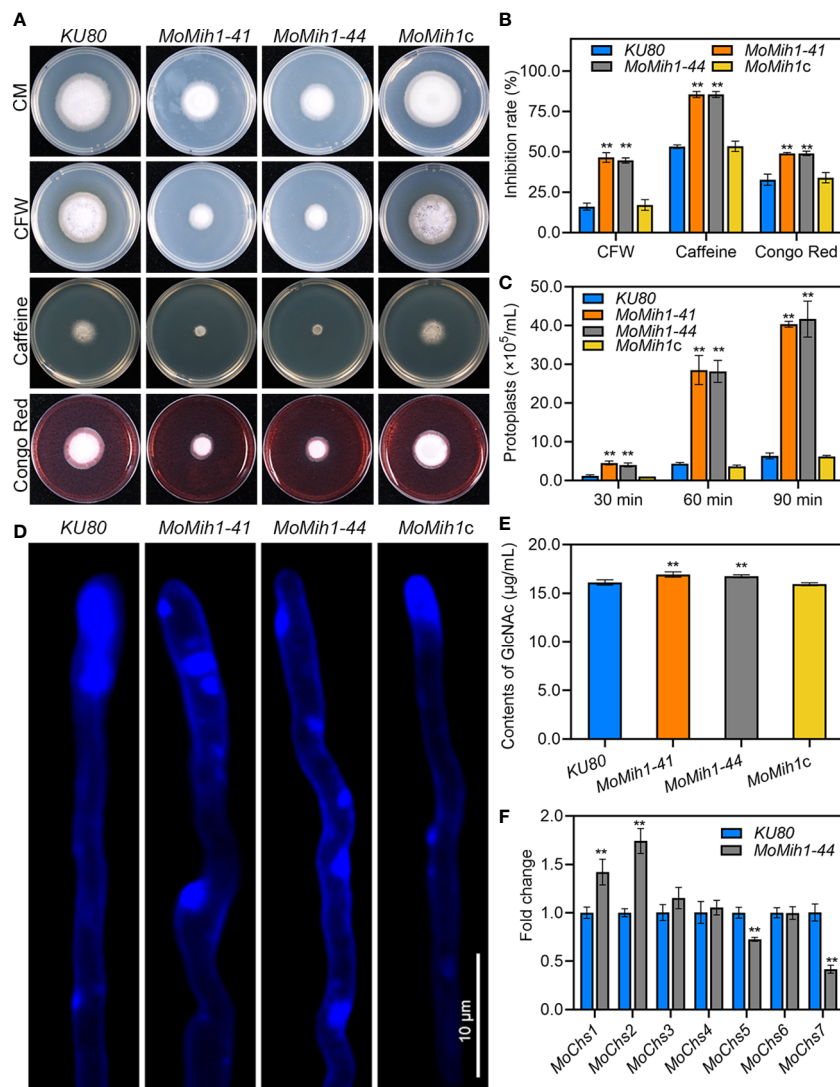 A
KU80 MoMih1-41 MoMih1-44 MoMih1c
CM
CFW
Caffeine
Congo Red
B
KU80 MoMih1-41
MoMih1-44 MoMih1c
Inhibition rate (%)
100.0
75.0
50.0
25.0
0.0
** ** ** ** ** **
CFW Caffeine Congo Red
C
KU80
MoMih1-41
MoMih1-44
MoMih1c
Protoplasts (×10⁵/mL)
50.0
40.0
30.0
20.0
10.0
0.0
** ** ** ** ** **
30 min 60 min 90 min
D
KU80 MoMih1-41 MoMih1-44 MoMih1c
10 µm
E
Contents of GlcNAc (µg/mL)
20.0
15.0
10.0
5.0
0.0
** **
KU80 MoMih1-41 MoMih1-44 MoMih1c
F
KU80
MoMih1-44
Fold change
2.0
1.5
1.0
0.5
0.0
** ** ** **
MoChs1 MoChs2 MoChs3 MoChs4 MoChs5 MoChs6 MoChs7